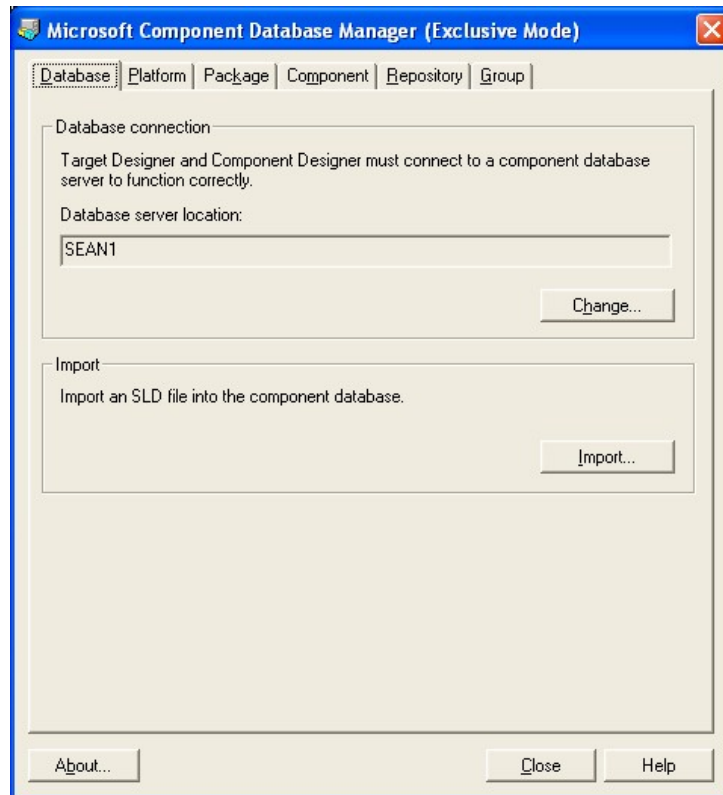 Microsoft Component Database Manager (Exclusive Mode)
Database Platform Package Component Repository Group
Database connection
Target Designer and Component Designer must connect to a component database
server to function correctly.
Database server location:
SEAN1
Change...
Import
Import an SLD file into the component database.
Import...
About... Close Help